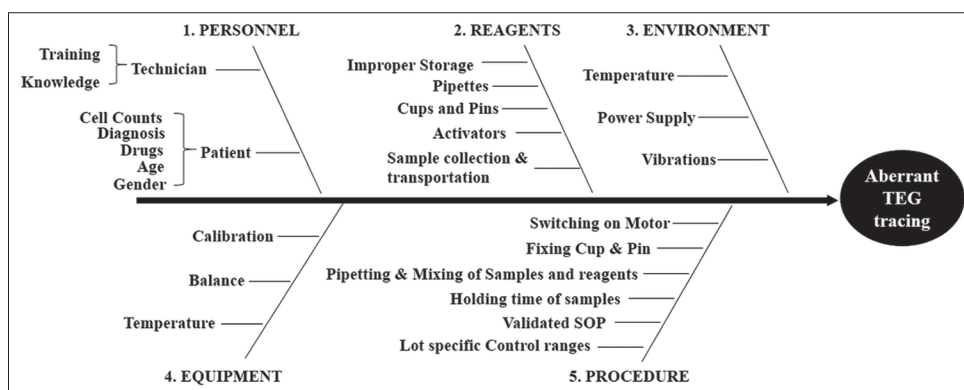 1. PERSONNEL
2. REAGENTS
3. ENVIRONMENT
Training
Knowledge
Technician
Cell Counts
Diagnosis
Drugs
Age
Gender
Patient
Improper Storage
Pipettes
Cups and Pins
Activators
Sample collection &
transportation
Temperature
Power Supply
Vibrations
Aberrant
TEG
tracing
Calibration
Balance
Temperature
4. EQUIPMENT
Switching on Motor
Fixing Cup & Pin
Pipetting & Mixing of Samples and reagents
Holding time of samples
Validated SOP
Lot specific Control ranges
5. PROCEDURE